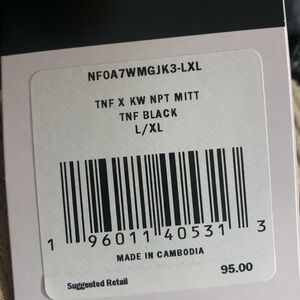 NF0A7WMGJK3-LXL
TNF X KW NPT MITT
TNF BLACK
L/XL
1 96011 40531 3
MADE IN CAMBODIA
95.00
Suggested Retail